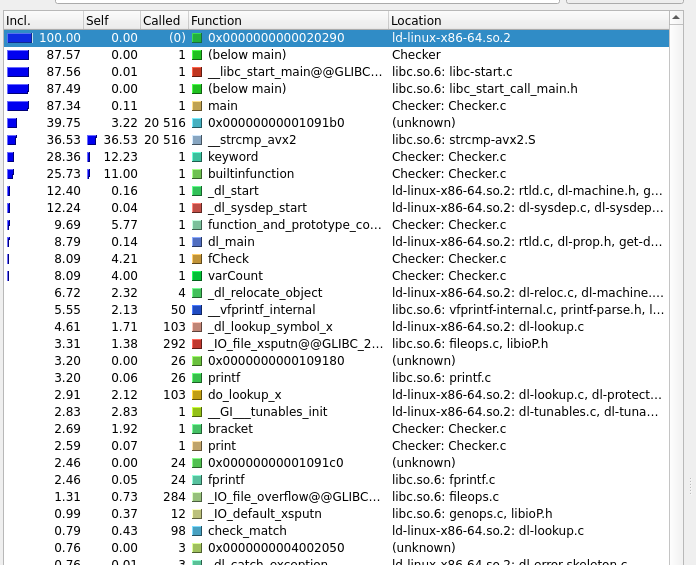 Incl. Self Called Function Location
100.00 0.00 (0) 0x0000000000020290 ld-linux-x86-64.so.2
87.57 0.00 1 (below main) Checker
87.56 0.01 1 __libc_start_main@@GLIBC... libc.so.6: libc-start.c
87.49 0.00 1 (below main) libc.so.6: libc_start_call_main.h
87.34 0.11 1 main Checker: Checker.c
39.75 3.22 20 516 0x00000000001091b0 (unknown)
36.53 36.53 20 516 __strcmp_avx2 libc.so.6: strcmp-avx2.S
28.36 12.23 1 keyword Checker: Checker.c
25.73 11.00 1 builtinfunction Checker: Checker.c
12.40 0.16 1 _dl_start ld-linux-x86-64.so.2: rtld.c, dl-machine.h, g...
12.24 0.04 1 _dl_sysdep_start ld-linux-x86-64.so.2: dl-sysdep.c, dl-sysdep...
9.69 5.77 1 function_and_prototype_co... Checker: Checker.c
8.79 0.14 1 dl_main ld-linux-x86-64.so.2: rtld.c, dl-prop.h, get-d...
8.09 4.21 1 fCheck Checker: Checker.c
8.09 4.00 1 varCount Checker: Checker.c
6.72 2.32 4 _dl_relocate_object ld-linux-x86-64.so.2: dl-reloc.c, dl-machine....
5.55 2.13 50 __vfprintf_internal libc.so.6: vfprintf-internal.c, printf-parse.h, l...
4.61 1.71 103 _dl_lookup_symbol_x ld-linux-x86-64.so.2: dl-lookup.c
3.31 1.38 292 _IO_file_xsputn@@GLIBC_2... libc.so.6: fileops.c, libioP.h
3.20 0.00 26 0x0000000000109180 (unknown)
3.20 0.06 26 printf libc.so.6: printf.c
2.91 2.12 103 do_lookup_x ld-linux-x86-64.so.2: dl-lookup.c, dl-protect...
2.83 2.83 1 __GI___tunables_init ld-linux-x86-64.so.2: dl-tunables.c, dl-tuna...
2.69 1.92 1 bracket Checker: Checker.c
2.59 0.07 1 print Checker: Checker.c
2.46 0.00 24 0x00000000001091c0 (unknown)
2.46 0.05 24 fprintf libc.so.6: fprintf.c
1.31 0.73 284 _IO_file_overflow@@GLIBC... libc.so.6: fileops.c
0.99 0.37 12 _IO_default_xsputn libc.so.6: genops.c, libioP.h
0.79 0.43 98 check_match ld-linux-x86-64.so.2: dl-lookup.c
0.76 0.00 3 0x0000000004002050 (unknown)
0.76 0.01 3 _dl_catch_exception ld-linux-x86-64.so.2: dl-error-skeleton.c